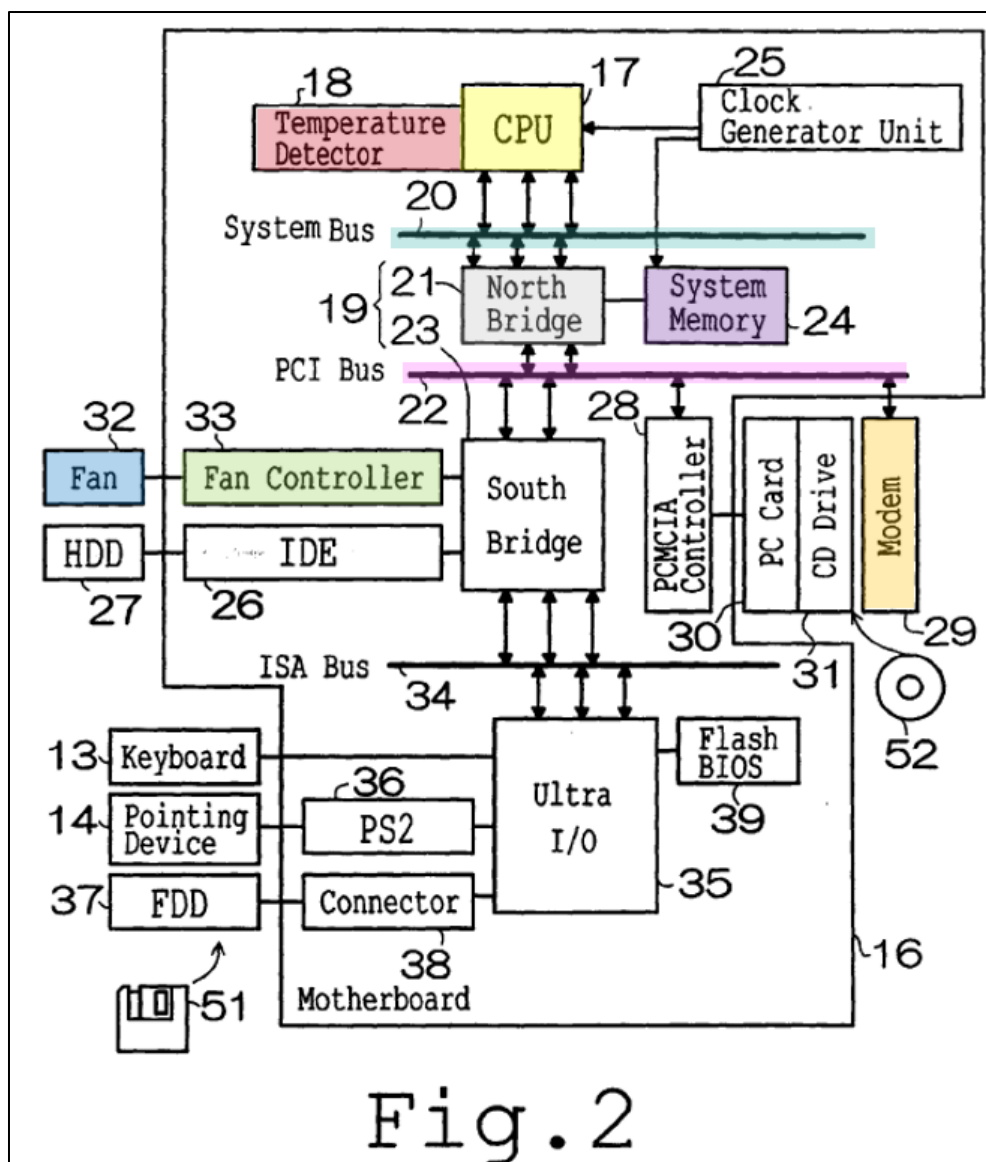 25
17
18
Clock
Generator Unit
Temperature
Detector
CPU
20
System Bus
19
21
North
Bridge
System
Memory
24
23
PCI Bus
22
28
32
33
Fan
Fan Controller
South
Bridge
PCMCIA
Controller
PC Card
CD Drive
Modem
HDD
IDE
27
26
30
31
29
ISA Bus
34
52
13
Keyboard
Flash
BIOS
36
39
14
Pointing
Device
PS2
Ultra
I/O
37
FDD
Connector
35
38
16
51
Motherboard
Fig.2